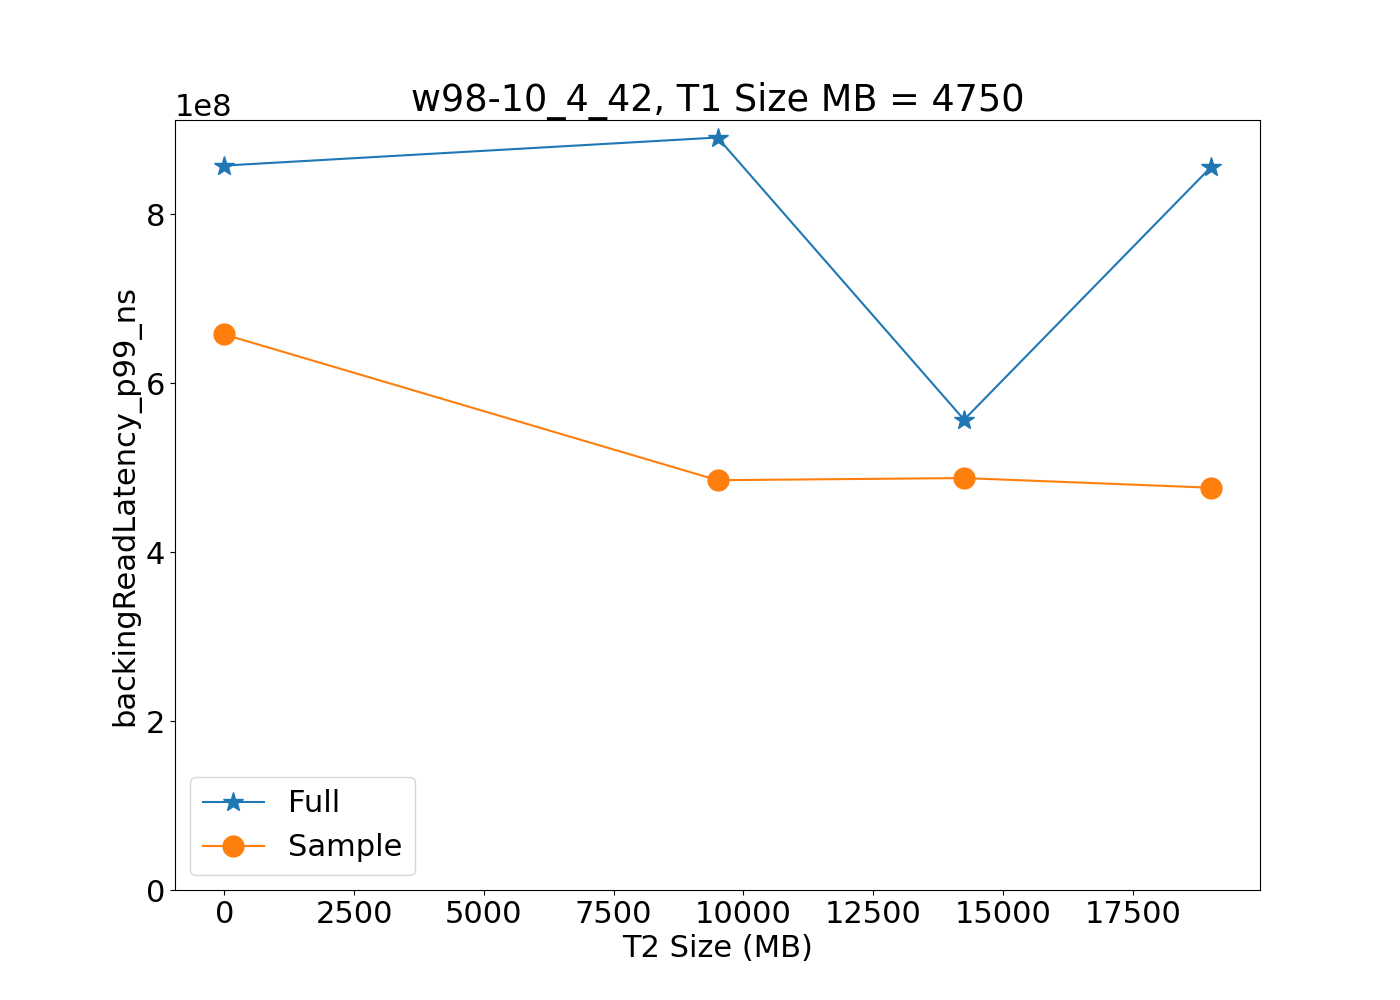 w98-10_4_42, T1 Size MB = 4750
1e8
8
6
4
2
0
backingReadLatency_p99_ns
Full
Sample
0 2500 5000 7500 10000 12500 15000 17500
T2 Size (MB)